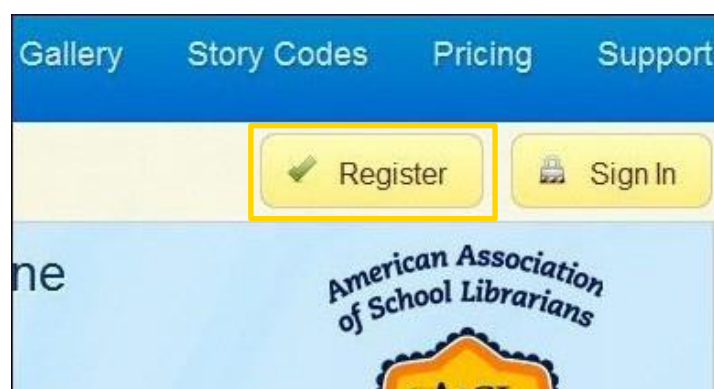 Gallery Story Codes Pricing Support
Register Sign In
ne
American Association
of School Librarians